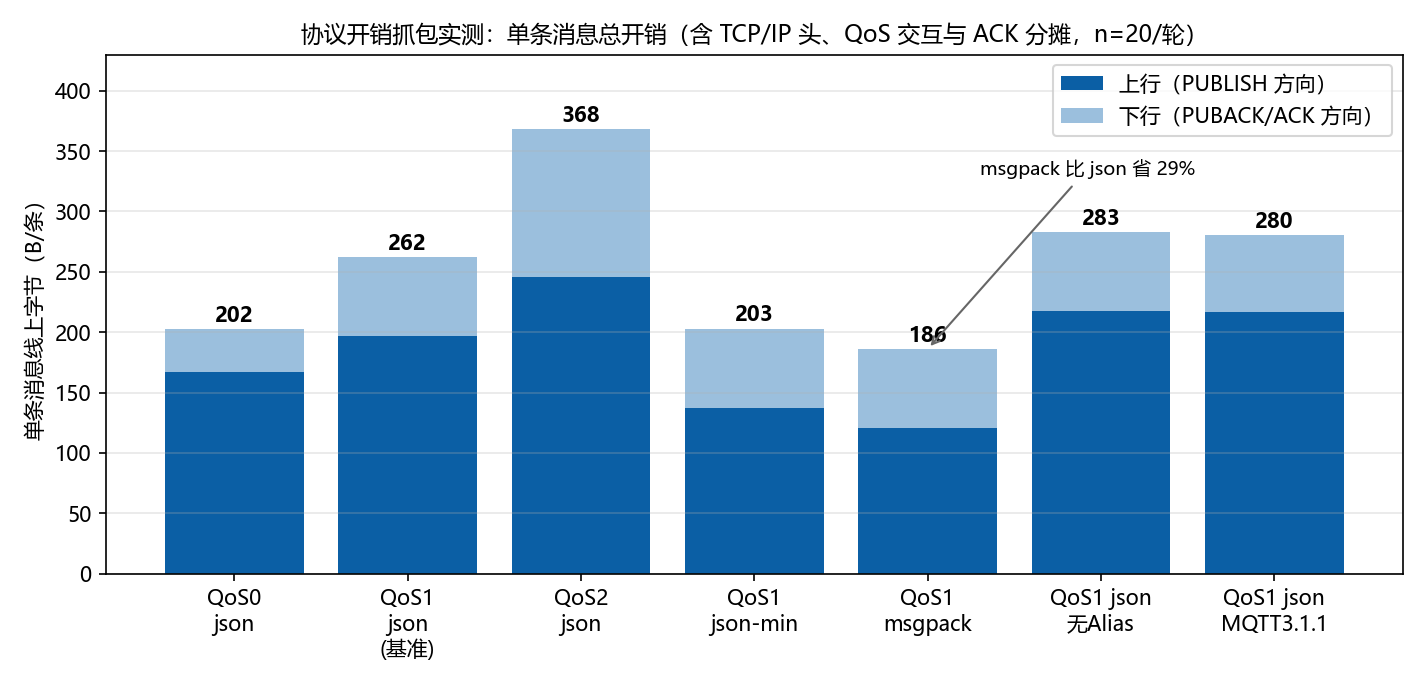 协议开销抓包实测：单条消息总开销（含 TCP/IP 头、QoS 交互与 ACK 分摊，n=20/轮）
上行（PUBLISH 方向）
下行（PUBACK/ACK 方向）
单条消息线上字节（B/条）
400
350
300
250
200
150
100
50
0
202
262
368
203
186
283
280
msgpack 比 json 省 29%
QoS0
json
QoS1
json
(基准)
QoS2
json
QoS1
json-min
QoS1
msgpack
QoS1 json
无Alias
QoS1 json
MQTT3.1.1